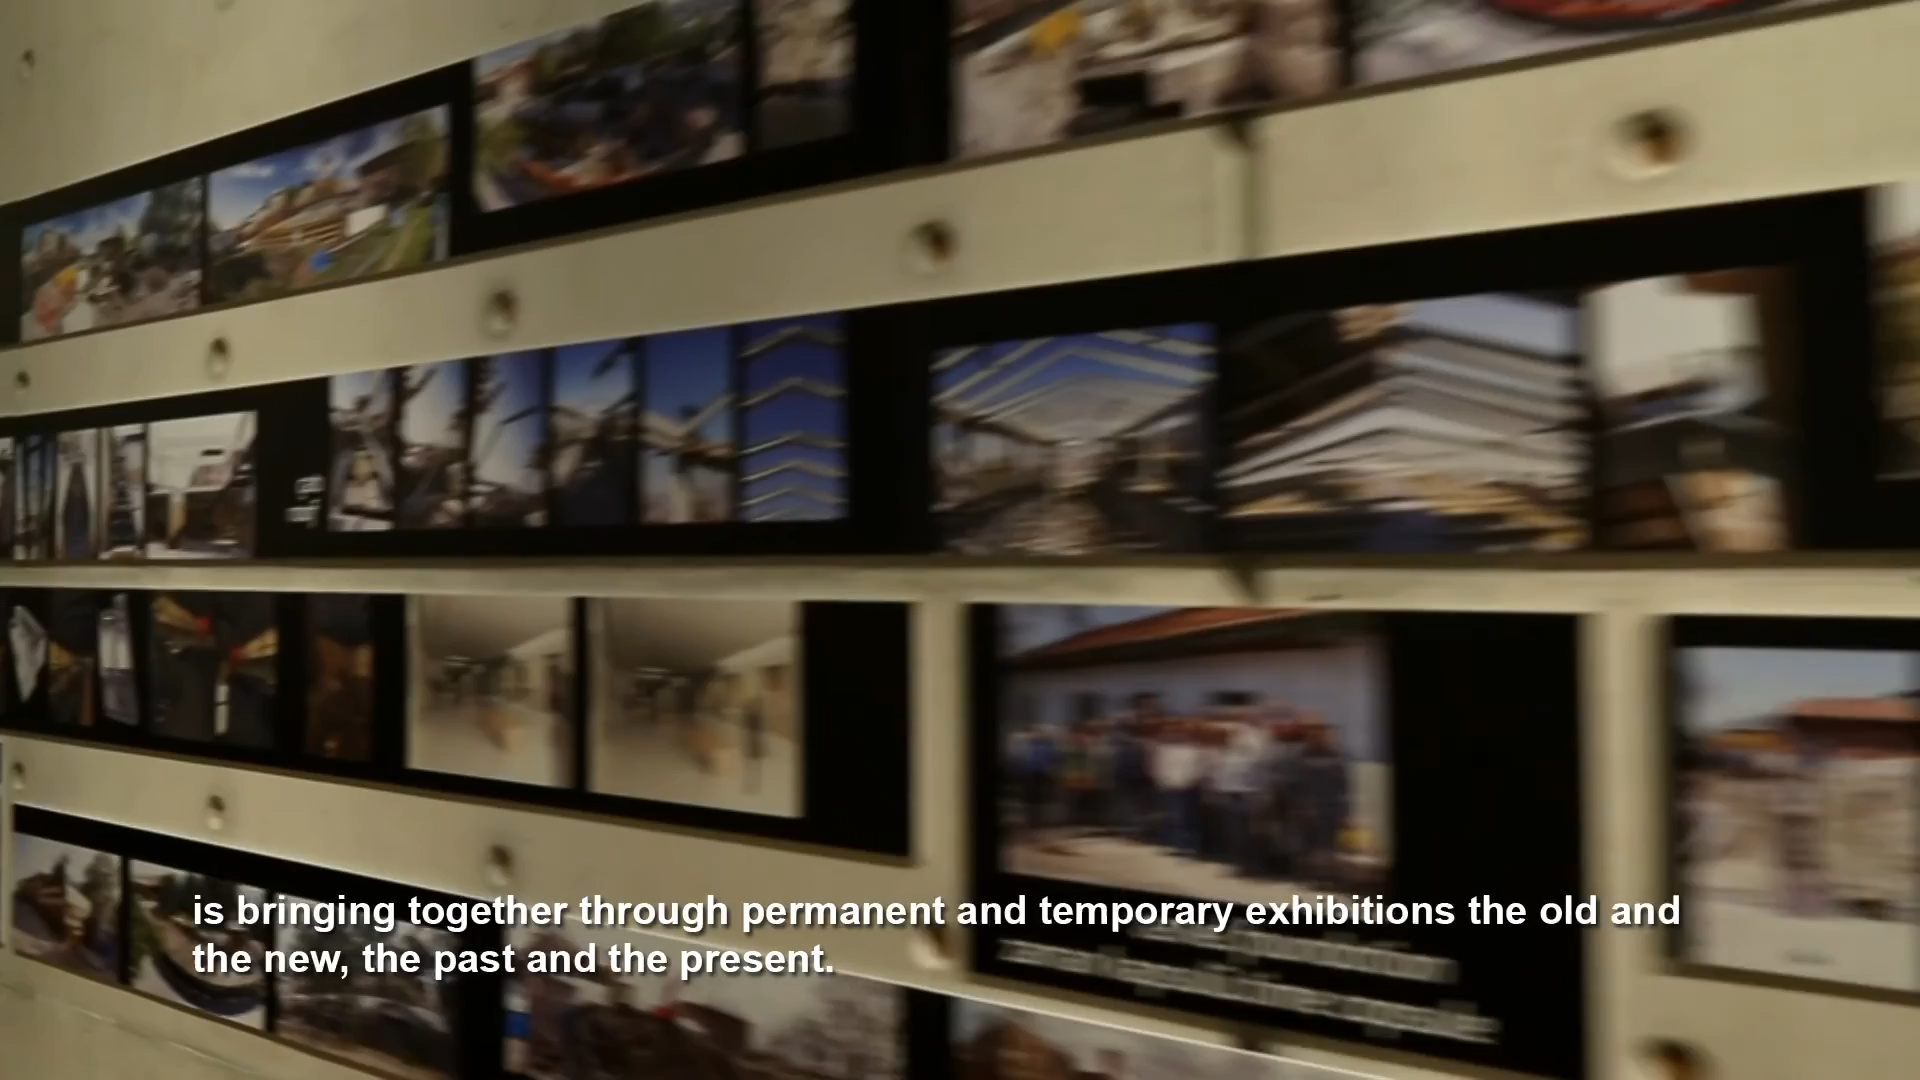 is bringing together through permanent and temporary exhibitions the old and
the new, the past and the present.